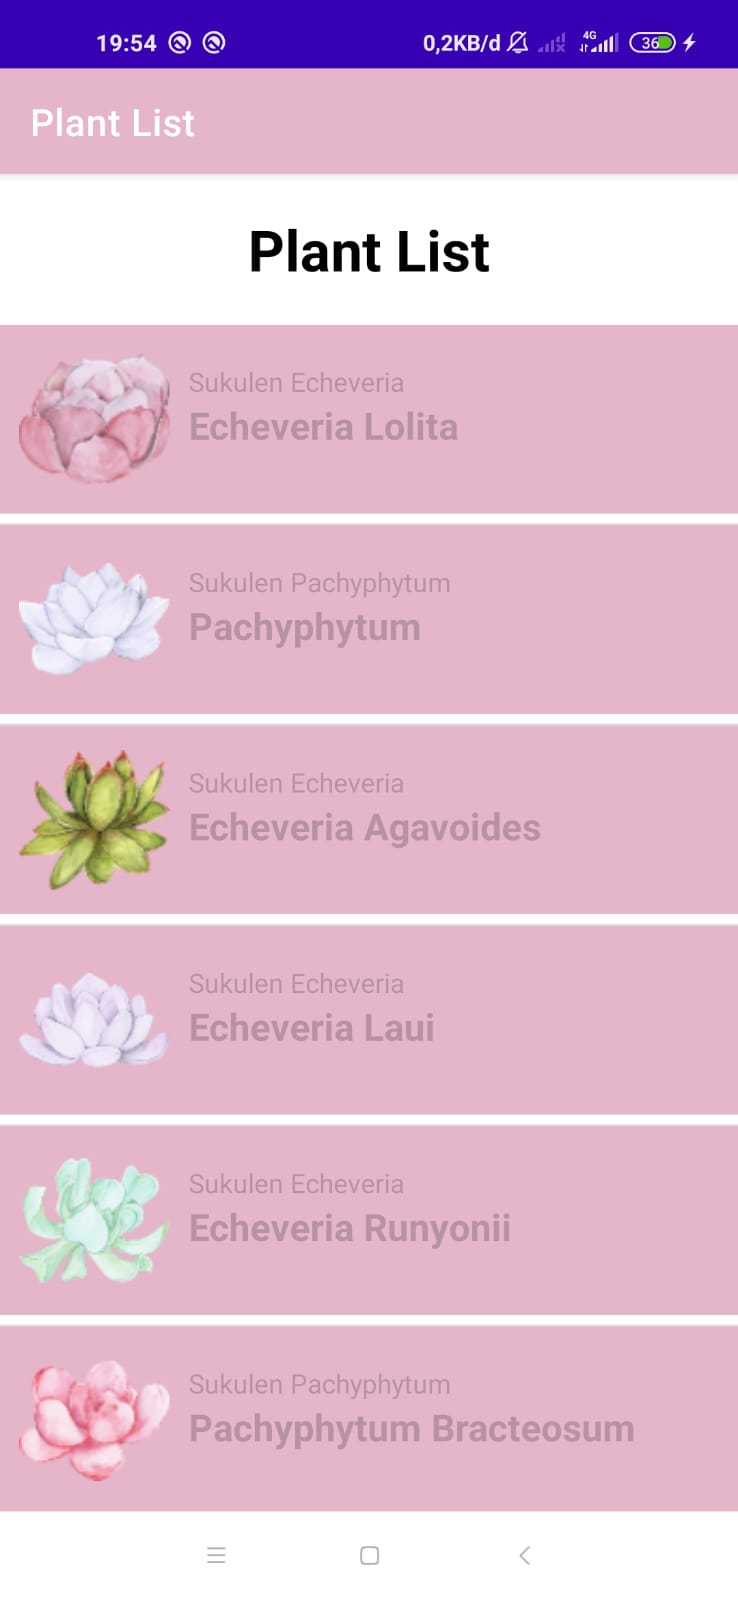 19:54 0,2KB/d 4G 36
Plant List
Plant List
Sukulen Echeveria
Echeveria Lolita
Sukulen Pachyphytum
Pachyphytum
Sukulen Echeveria
Echeveria Agavoides
Sukulen Echeveria
Echeveria Laui
Sukulen Echeveria
Echeveria Runyonii
Sukulen Pachyphytum
Pachyphytum Bracteosum